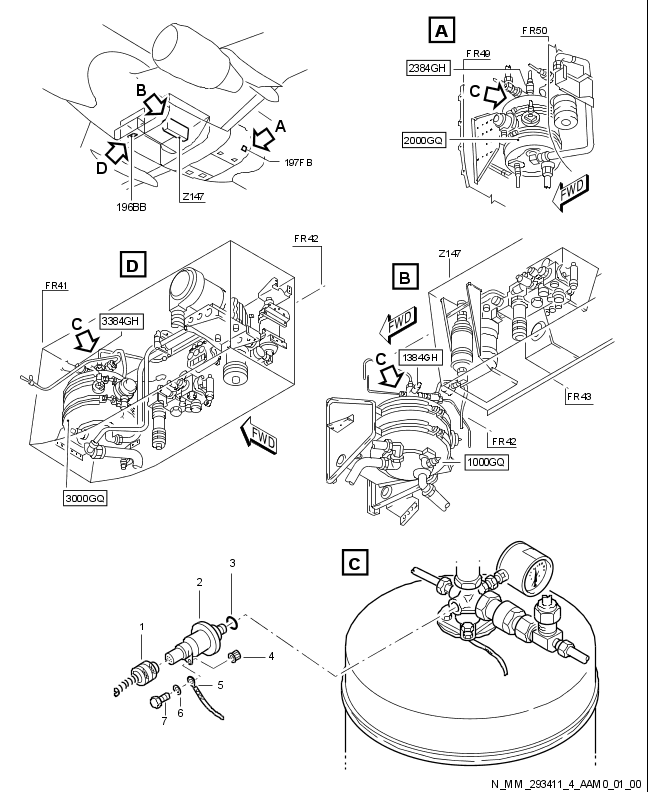 A
FR50
FR49
2384GH
C
2000GQ
FWD
B
A
D
197FB
196BB
Z147
D
FR42
FR41
C
3384GH
FWD
3000GQ
B
Z147
FWD
C
1384GH
FR43
FR42
1000GQ
C
1
2
3
4
5
6
7
N_MM_293411_4_AAM0_01_00